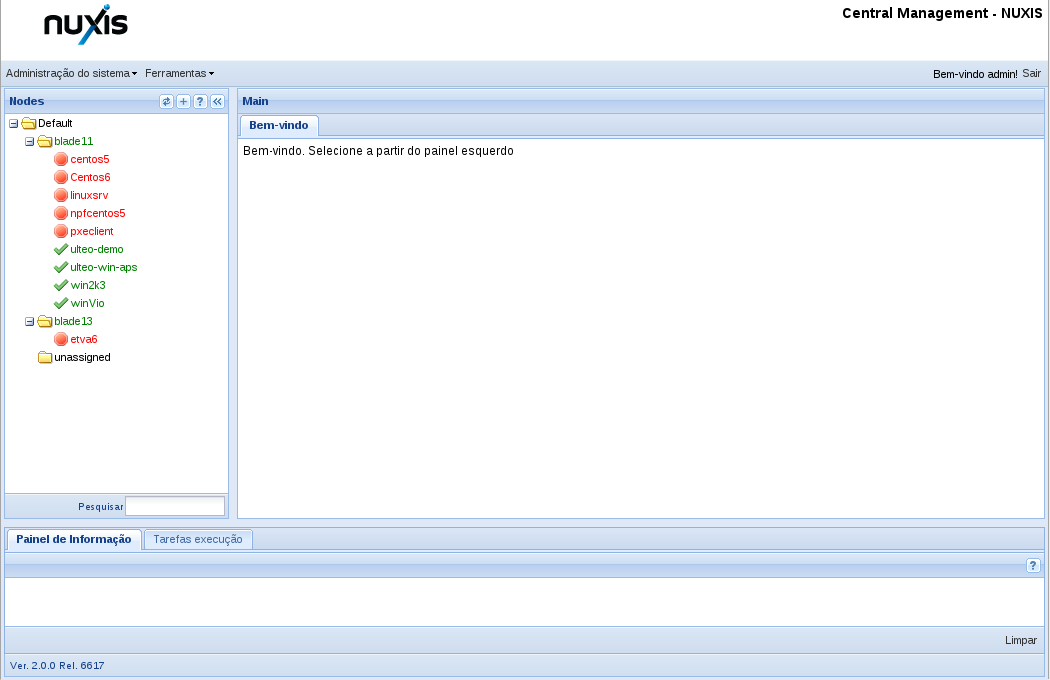 nuxis
Central Management - NUXIS
Administração do sistema Ferramentas Bem-vindo admin! Sair
Nodes
Main
Default
blade11
centos5
Centos6
linuxsrv
npfcentos5
pxeclient
ulteo-demo
ulteo-win-aps
win2k3
winVio
blade13
etva6
unassigned
Pesquisar
Bem-vindo
Bem-vindo. Selecione a partir do painel esquerdo
Painel de Informação Tarefas execução
?
Limpar
Ver. 2.0.0 Rel. 6617